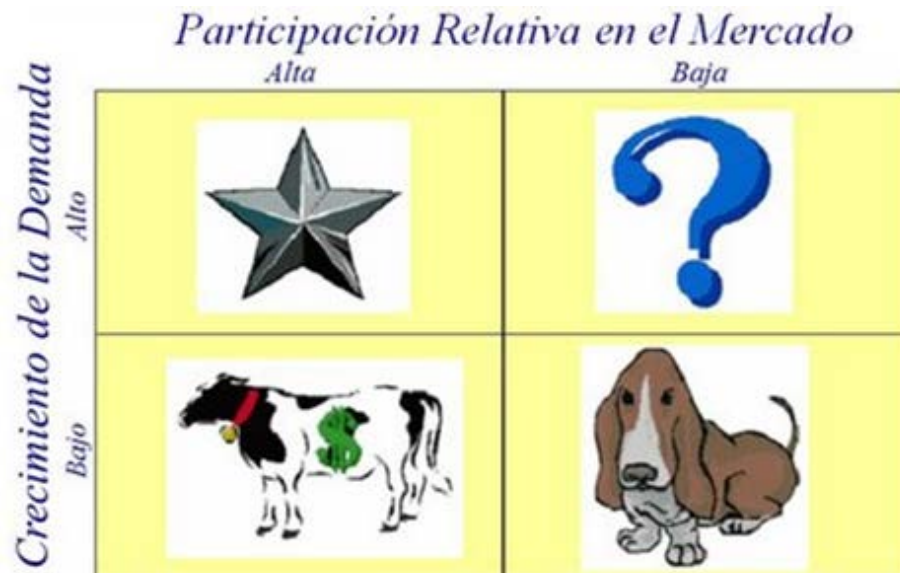 Participación Relativa en el Mercado
Alta
Baja
Crecimiento de la Demanda
Alto
Bajo
$